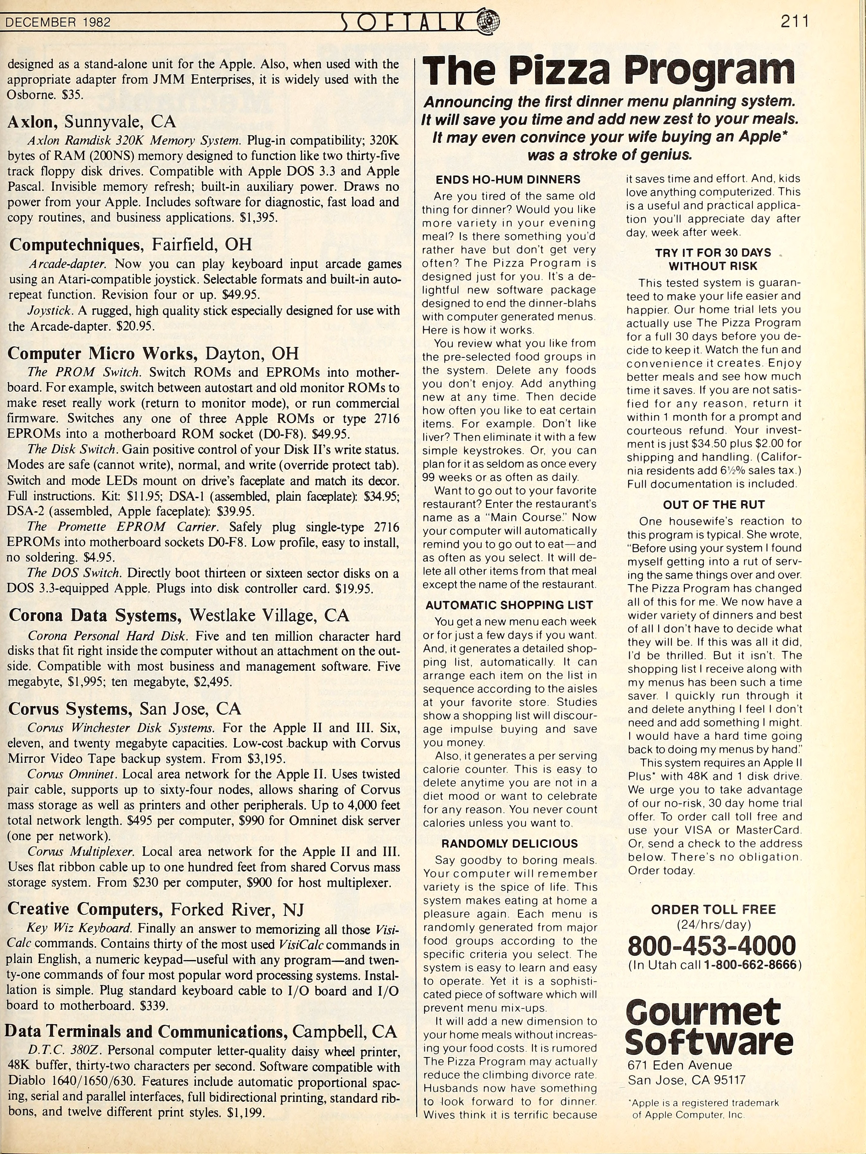 DECEMBER 1982
SOFTALK
211
designed as a stand-alone unit for the Apple. Also, when used with the
appropriate adapter from JMM Enterprises, it is widely used with the
Osborne. $35.
Axlon, Sunnyvale, CA
Axlon Ramdisk 320K Memory System. Plug-in compatibility; 320K
bytes of RAM (200NS) memory designed to function like two thirty-five
track floppy disk drives. Compatible with Apple DOS 3.3 and Apple
Pascal. Invisible memory refresh; built-in auxiliary power. Draws no
power from your Apple. Includes software for diagnostic, fast load and
copy routines, and business applications. $1,395.
Computechniques, Fairfield, OH
Arcade-dapter. Now you can play keyboard input arcade games
using an Atari-compatible joystick. Selectable formats and built-in auto-
repeat function. Revision four or up. $49.95.
Joystick. A rugged, high quality stick especially designed for use with
the Arcade-dapter. $20.95.
Computer Micro Works, Dayton, OH
The PROM Switch. Switch ROMs and EPROMs into mother-
board. For example, switch between autostart and old monitor ROMs to
make reset really work (return to monitor mode), or run commercial
firmware. Switches any one of three Apple ROMs or type 2716
EPROMs into a motherboard ROM socket (D0-F8). $49.95.
The Disk Switch. Gain positive control of your Disk II's write status.
Modes are safe (cannot write), normal, and write (override protect tab).
Switch and mode LEDs mount on drive's faceplate and match its decor.
Full instructions. Kit: $11.95; DSA-1 (assembled, plain faceplate): $34.95;
DSA-2 (assembled, Apple faceplate): $39.95.
The Promette EPROM Carrier. Safely plug single-type 2716
EPROMs into motherboard sockets D0-F8. Low profile, easy to install,
no soldering. $4.95.
The DOS Switch. Directly boot thirteen or sixteen sector disks on a
DOS 3.3-equipped Apple. Plugs into disk controller card. $19.95.
Corona Data Systems, Westlake Village, CA
Corona Personal Hard Disk. Five and ten million character hard
disks that fit right inside the computer without an attachment on the out-
side. Compatible with most business and management software. Five
megabyte, $1,995; ten megabyte, $2,495.
Corvus Systems, San Jose, CA
Corvus Winchester Disk Systems. For the Apple II and III. Six,
eleven, and twenty megabyte capacities. Low-cost backup with Corvus
Mirror Video Tape backup system. From $3,195.
Corvus Omninet. Local area network for the Apple II. Uses twisted
pair cable, supports up to sixty-four nodes, allows sharing of Corvus
mass storage as well as printers and other peripherals. Up to 4,000 feet
total network length. $495 per computer, $990 for Omninet disk server
(one per network).
Corvus Multiplexer. Local area network for the Apple II and III.
Uses flat ribbon cable up to one hundred feet from shared Corvus mass
storage system. From $230 per computer, $900 for host multiplexer.
Creative Computers, Forked River, NJ
Key Wiz Keyboard. Finally an answer to memorizing all those Visi-
Calc commands. Contains thirty of the most used VisiCalc commands in
plain English, a numeric keypad—useful with any program—and twen-
ty-one commands of four most popular word processing systems. Instal-
lation is simple. Plug standard keyboard cable to I/O board and I/O
board to motherboard. $339.
Data Terminals and Communications, Campbell, CA
D.T.C. 380Z. Personal computer letter-quality daisy wheel printer,
48K buffer, thirty-two characters per second. Software compatible with
Diablo 1640/1650/630. Features include automatic proportional spac-
ing, serial and parallel interfaces, full bidirectional printing, standard rib-
bons, and twelve different print styles. $1,199.
The Pizza Program
Announcing the first dinner menu planning system.
It will save you time and add new zest to your meals.
It may even convince your wife buying an Apple*
was a stroke of genius.
ENDS HO-HUM DINNERS
Are you tired of the same old
thing for dinner? Would you like
more variety in your evening
meal? Is there something you'd
rather have but don't get very
often? The Pizza Program is
designed just for you. It's a de-
lightful new software package
designed to end the dinner-blahs
with computer generated menus.
Here is how it works.
You review what you like from
the pre-selected food groups in
the system. Delete any foods
you don't enjoy. Add anything
new at any time. Then decide
how often you like to eat certain
items. For example. Don't like
liver? Then eliminate it with a few
simple keystrokes. Or, you can
plan for it as seldom as once every
99 weeks or as often as daily.
Want to go out to your favorite
restaurant? Enter the restaurant's
name as a "Main Course." Now
your computer will automatically
remind you to go out to eat—and
as often as you select. It will de-
lete all other items from that meal
except the name of the restaurant.
AUTOMATIC SHOPPING LIST
You get a new menu each week
or for just a few days if you want.
And, it generates a detailed shop-
ping list, automatically. It can
arrange each item on the list in
sequence according to the aisles
at your favorite store. Studies
show a shopping list will discour-
age impulse buying and save
you money.
Also, it generates a per serving
calorie counter. This is easy to
delete anytime you are not in a
diet mood or want to celebrate
for any reason. You never count
calories unless you want to.
RANDOMLY DELICIOUS
Say goodby to boring meals.
Your computer will remember
variety is the spice of life. This
system makes eating at home a
pleasure again. Each menu is
randomly generated from major
food groups according to the
specific criteria you select. The
system is easy to learn and easy
to operate. Yet it is a sophisti-
cated piece of software which will
prevent menu mix-ups.
It will add a new dimension to
your home meals without increas-
ing your food costs. It is rumored
The Pizza Program may actually
reduce the climbing divorce rate.
Husbands now have something
to look forward to for dinner.
Wives think it is terrific because
it saves time and effort. And, kids
love anything computerized. This
is a useful and practical applica-
tion you'll appreciate day after
day, week after week.
TRY IT FOR 30 DAYS
WITHOUT RISK
This tested system is guaran-
teed to make your life easier and
happier. Our home trial lets you
actually use The Pizza Program
for a full 30 days before you de-
cide to keep it. Watch the fun and
convenience it creates. Enjoy
better meals and see how much
time it saves. If you are not satis-
fied for any reason, return it
within 1 month for a prompt and
courteous refund. Your invest-
ment is just $34.50 plus $2.00 for
shipping and handling. (Califor-
nia residents add 6½% sales tax.)
Full documentation is included.
OUT OF THE RUT
One housewife's reaction to
this program is typical. She wrote,
"Before using your system I found
myself getting into a rut of serv-
ing the same things over and over.
The Pizza Program has changed
all of this for me. We now have a
wider variety of dinners and best
of all I don't have to decide what
they will be. If this was all it did,
I'd be thrilled. But it isn't. The
shopping list I receive along with
my menus has been such a time
saver. I quickly run through it
and delete anything I feel I don't
need and add something I might.
I would have a hard time going
back to doing my menus by hand."
This system requires an Apple II
Plus* with 48K and 1 disk drive.
We urge you to take advantage
of our no-risk, 30 day home trial
offer. To order call toll free and
use your VISA or MasterCard.
Or, send a check to the address
below. There's no obligation.
Order today.
ORDER TOLL FREE
(24/hrs/day)
800-453-4000
(In Utah call 1-800-662-8666)
Gourmet
Software
671 Eden Avenue
San Jose, CA 95117
*Apple is a registered trademark
of Apple Computer, Inc.